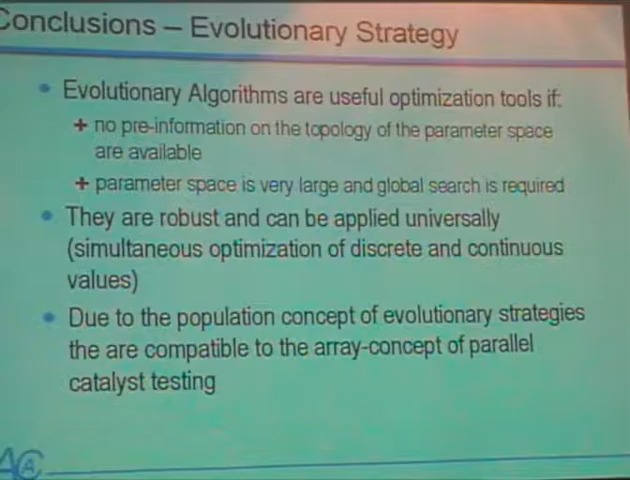 Conclusions – Evolutionary Strategy
• Evolutionary Algorithms are useful optimization tools if:
+ no pre-information on the topology of the parameter space
are available
+ parameter space is very large and global search is required
• They are robust and can be applied universally
(simultaneous optimization of discrete and continuous
values)
• Due to the population concept of evolutionary strategies
the are compatible to the array-concept of parallel
catalyst testing